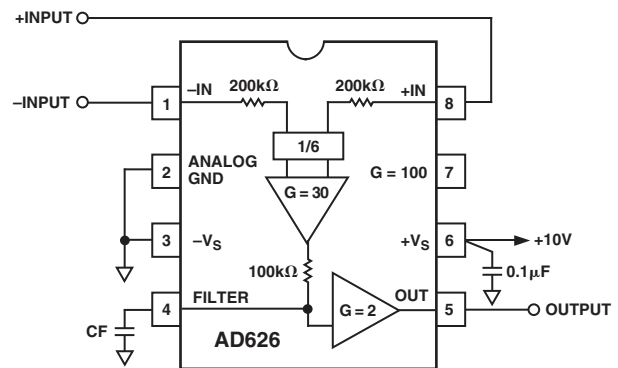 +INPUT
–INPUT
1
–IN
200kΩ
200kΩ
+IN
8
1/6
2
ANALOG
GND
G = 30
G = 100
7
3
–VS
+VS
6
+10V
0.1μF
100kΩ
4
FILTER
G = 2
OUT
5
OUTPUT
CF
AD626